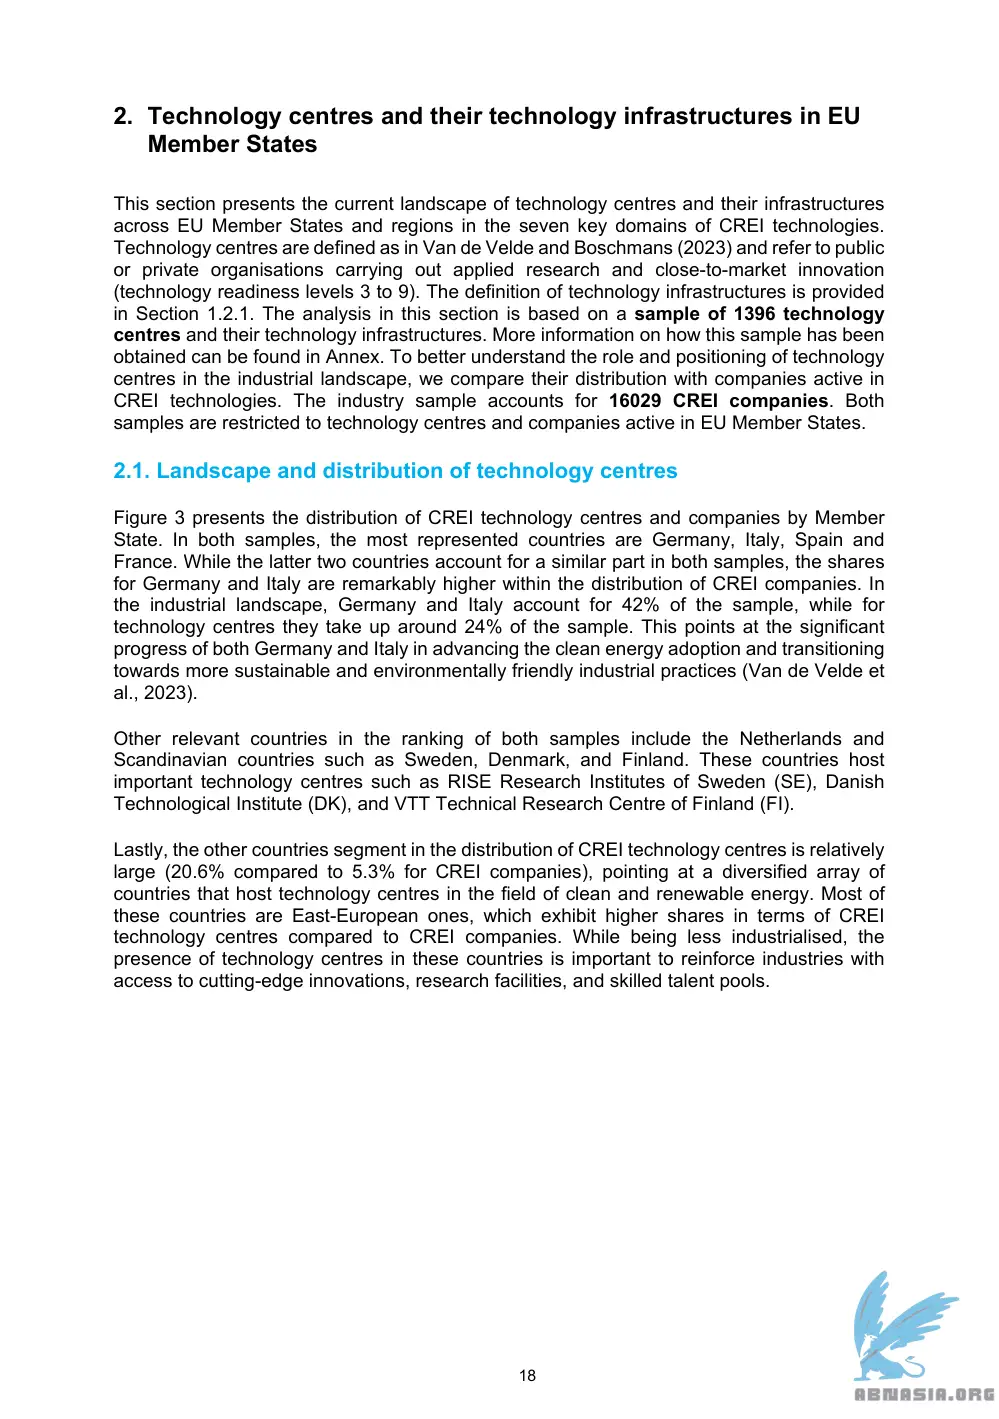 2. Technology centres and their technology infrastructures in EU
Member States
This section presents the current landscape of technology centres and their infrastructures
across EU Member States and regions in the seven key domains of CREI technologies.
Technology centres are defined as in Van de Velde and Boschmans (2023) and refer to public
or private organisations carrying out applied research and close-to-market innovation
(technology readiness levels 3 to 9). The definition of technology infrastructures is provided
in Section 1.2.1. The analysis in this section is based on a sample of 1396 technology
centres and their technology infrastructures. More information on how this sample has been
obtained can be found in Annex. To better understand the role and positioning of technology
centres in the industrial landscape, we compare their distribution with companies active in
CREI technologies. The industry sample accounts for 16029 CREI companies. Both
samples are restricted to technology centres and companies active in EU Member States.
2.1. Landscape and distribution of technology centres
Figure 3 presents the distribution of CREI technology centres and companies by Member
State. In both samples, the most represented countries are Germany, Italy, Spain and
France. While the latter two countries account for a similar part in both samples, the shares
for Germany and Italy are remarkably higher within the distribution of CREI companies. In
the industrial landscape, Germany and Italy account for 42% of the sample, while for
technology centres they take up around 24% of the sample. This points at the significant
progress of both Germany and Italy in advancing the clean energy adoption and transitioning
towards more sustainable and environmentally friendly industrial practices (Van de Velde et
al., 2023).
Other relevant countries in the ranking of both samples include the Netherlands and
Scandinavian countries such as Sweden, Denmark, and Finland. These countries host
important technology centres such as RISE Research Institutes of Sweden (SE), Danish
Technological Institute (DK), and VTT Technical Research Centre of Finland (FI).
Lastly, the other countries segment in the distribution of CREI technology centres is relatively
large (20.6% compared to 5.3% for CREI companies), pointing at a diversified array of
countries that host technology centres in the field of clean and renewable energy. Most of
these countries are East-European ones, which exhibit higher shares in terms of CREI
technology centres compared to CREI companies. While being less industrialised, the
presence of technology centres in these countries is important to reinforce industries with
access to cutting-edge innovations, research facilities, and skilled talent pools.
18
ABNASIA.ORG